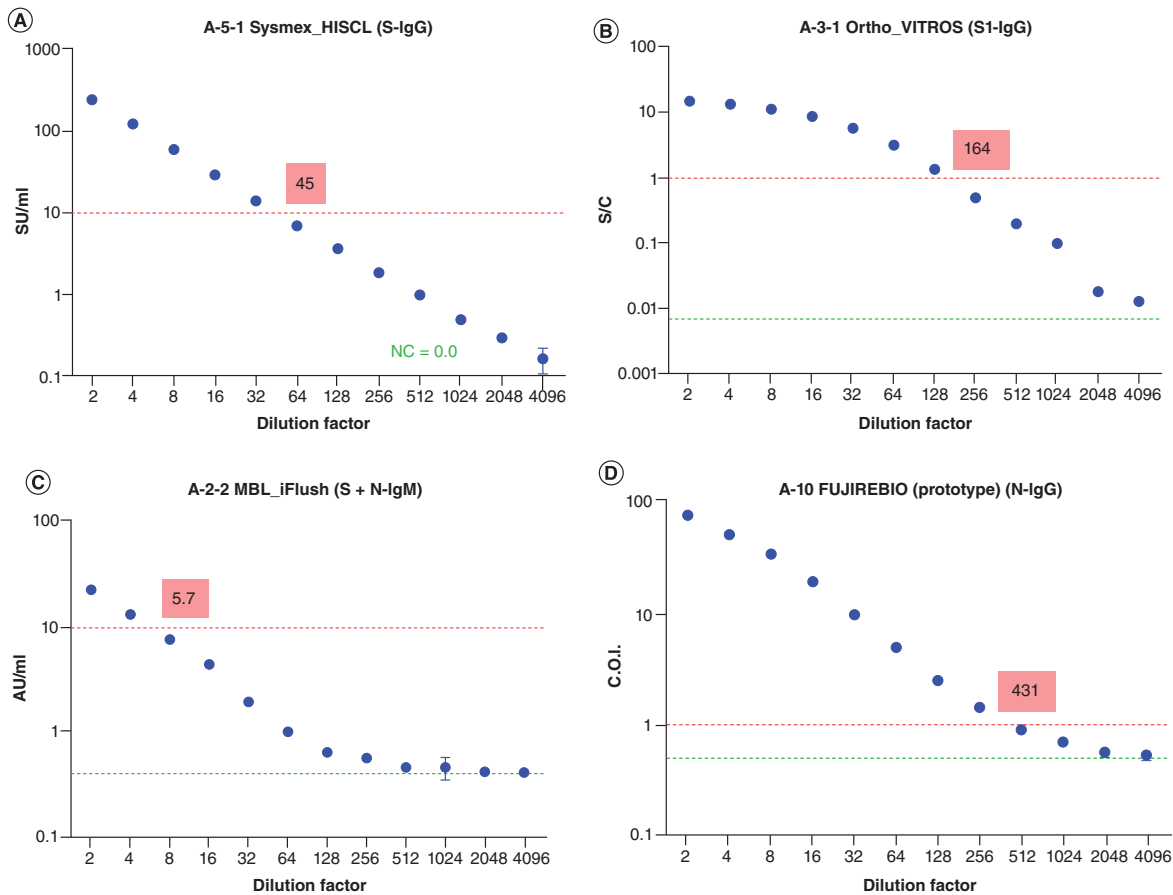 A
A-5-1 Sysmex_HISCL (S-IgG)
1000
100
10
1
0.1
SU/ml
45
NC = 0.0
2 4 8 16 32 64 128 256 512 1024 2048 4096
Dilution factor
B
A-3-1 Ortho_VITROS (S1-IgG)
100
10
1
0.1
0.01
0.001
S/C
164
2 4 8 16 32 64 128 256 512 1024 2048 4096
Dilution factor
C
A-2-2 MBL_iFlush (S + N-IgM)
100
10
1
0.1
AU/ml
5.7
2 4 8 16 32 64 128 256 512 1024 2048 4096
Dilution factor
D
A-10 FUJIREBIO (prototype) (N-IgG)
100
10
1
0.1
C.O.I.
431
2 4 8 16 32 64 128 256 512 1024 2048 4096
Dilution factor